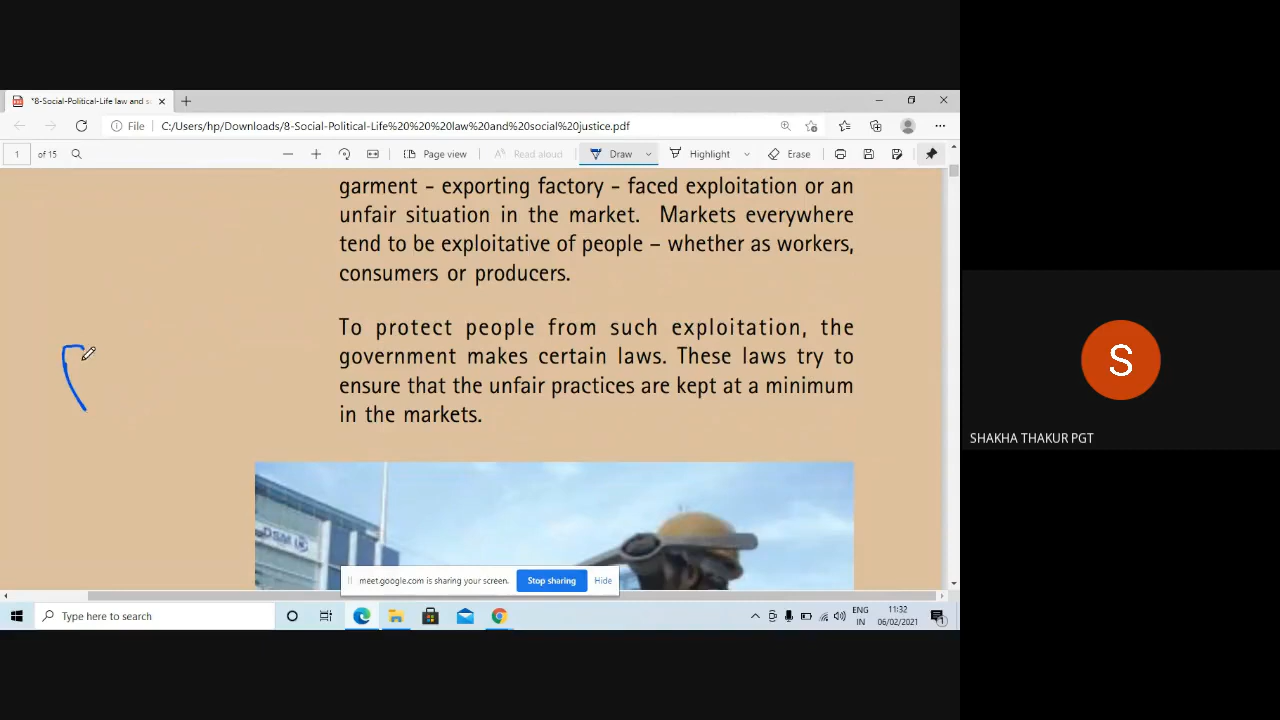 *8-Social-Political-Life law and s
File C:/Users/hp/Downloads/8-Social-Political-Life%20%20%20law%20and%20social%20justice.pdf
1 of 15 Page view Read aloud Draw Highlight Erase
garment - exporting factory - faced exploitation or an
unfair situation in the market. Markets everywhere
tend to be exploitative of people – whether as workers,
consumers or producers.
To protect people from such exploitation, the
government makes certain laws. These laws try to
ensure that the unfair practices are kept at a minimum
in the markets.
S
SHAKHA THAKUR PGT
DSM
meet.google.com is sharing your screen. Stop sharing Hide
Type here to search
ENG
IN
11:32
06/02/2021
1